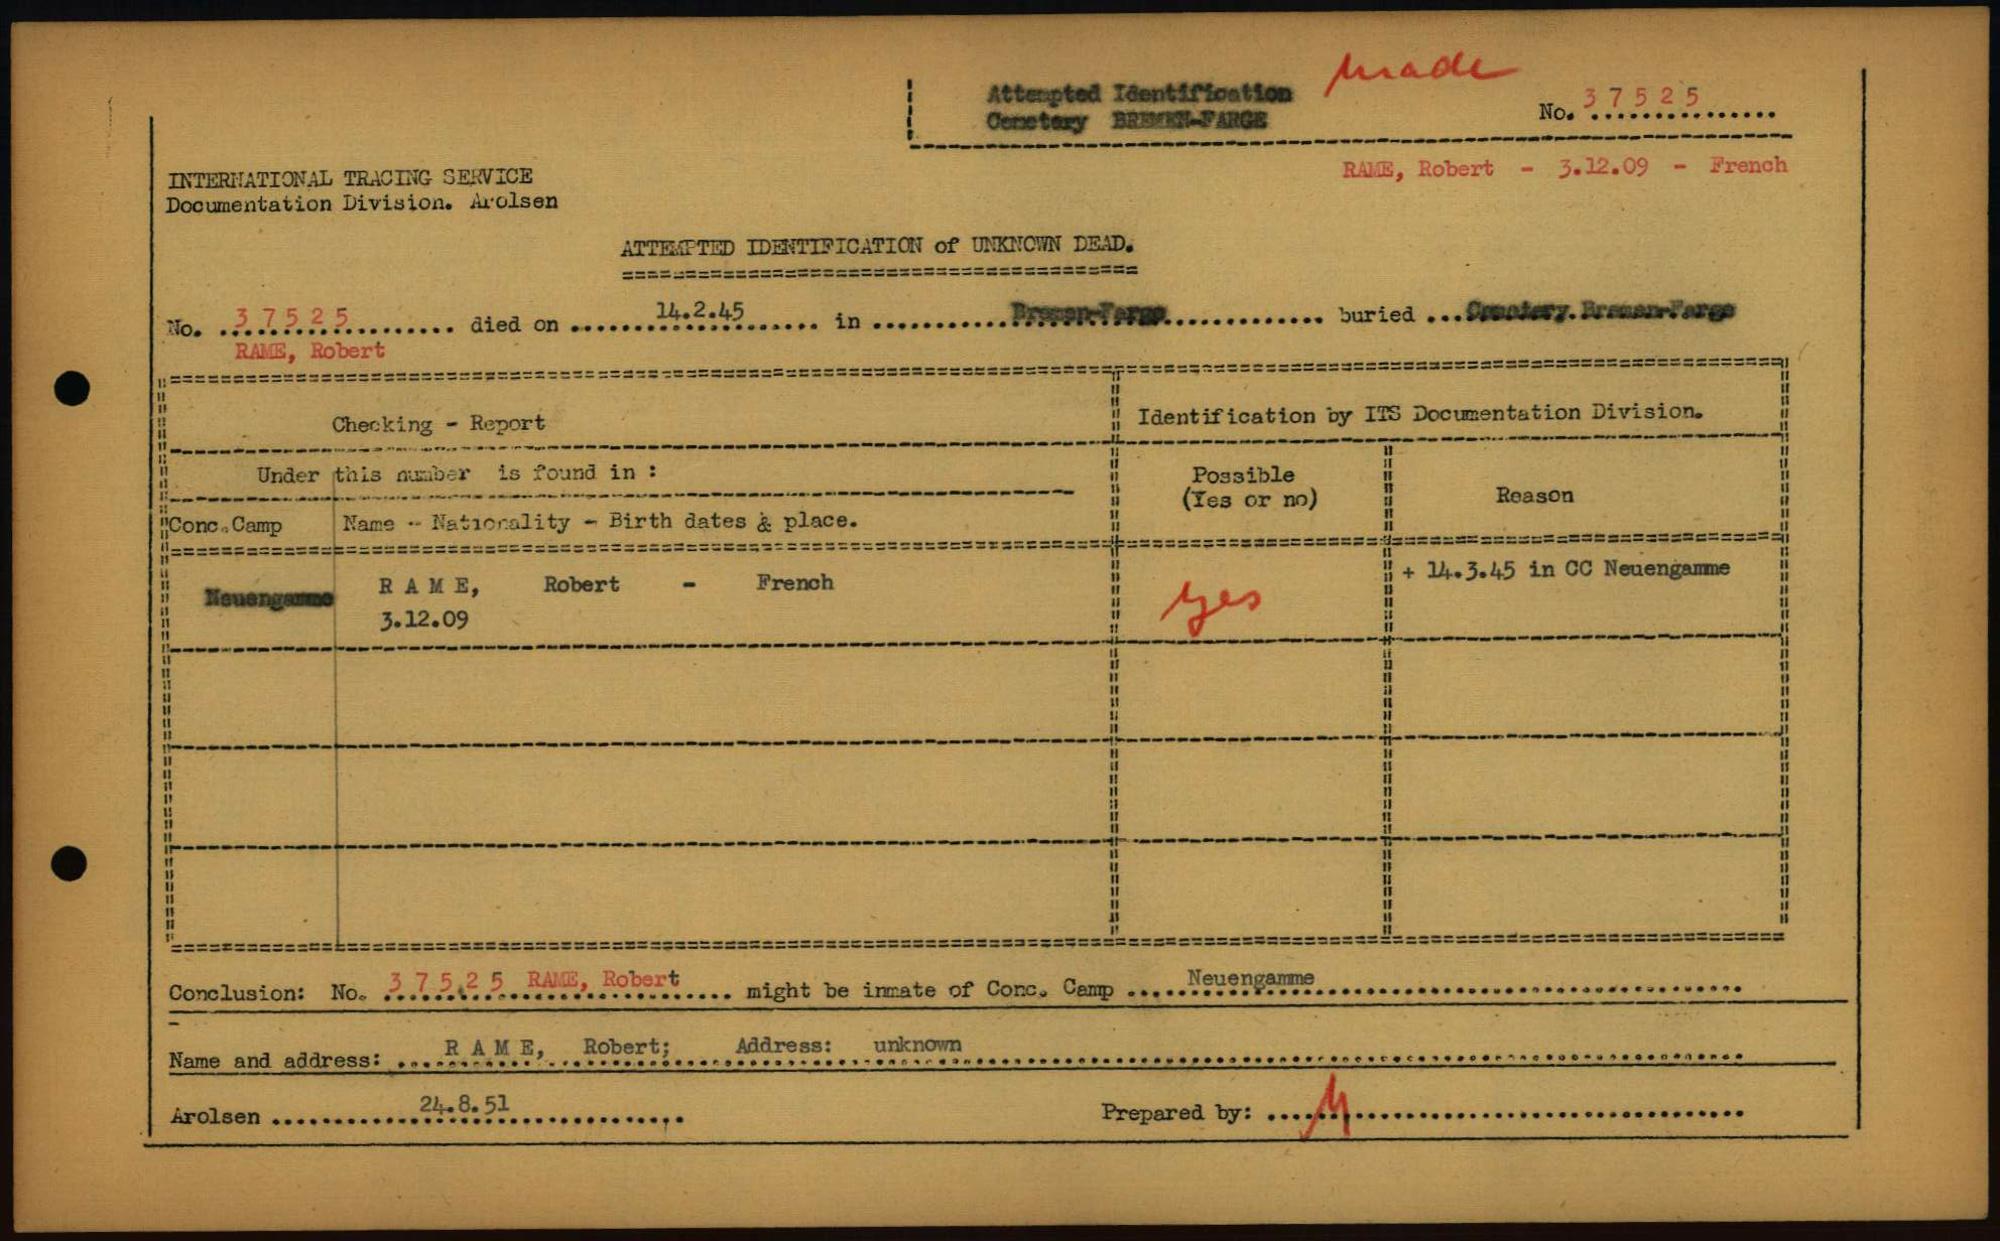 Attempted Identification made
Cemetery BREMEN-FARGE
No. 37525
RAME, Robert - 3.12.09 - French
INTERNATIONAL TRACING SERVICE
Documentation Division. Arolsen
ATTEMPTED IDENTIFICATION of UNKNOWN DEAD.
No. 37525 died on 14.2.45 in Bremen-Farge buried Cemetery Bremen-Farge
RAME, Robert
Checking - Report
Identification by ITS Documentation Division.
Under this number is found in :
Possible
(Yes or no)
Reason
Conc.Camp Name - Nationality - Birth dates & place.
Neuengamme R A M E, Robert - French
3.12.09
yes
+ 14.3.45 in CC Neuengamme
Conclusion: No. 37525 RAME, Robert might be inmate of Conc. Camp Neuengamme
Name and address: R A M E, Robert; Address: unknown
Arolsen 24.8.51
Prepared by: